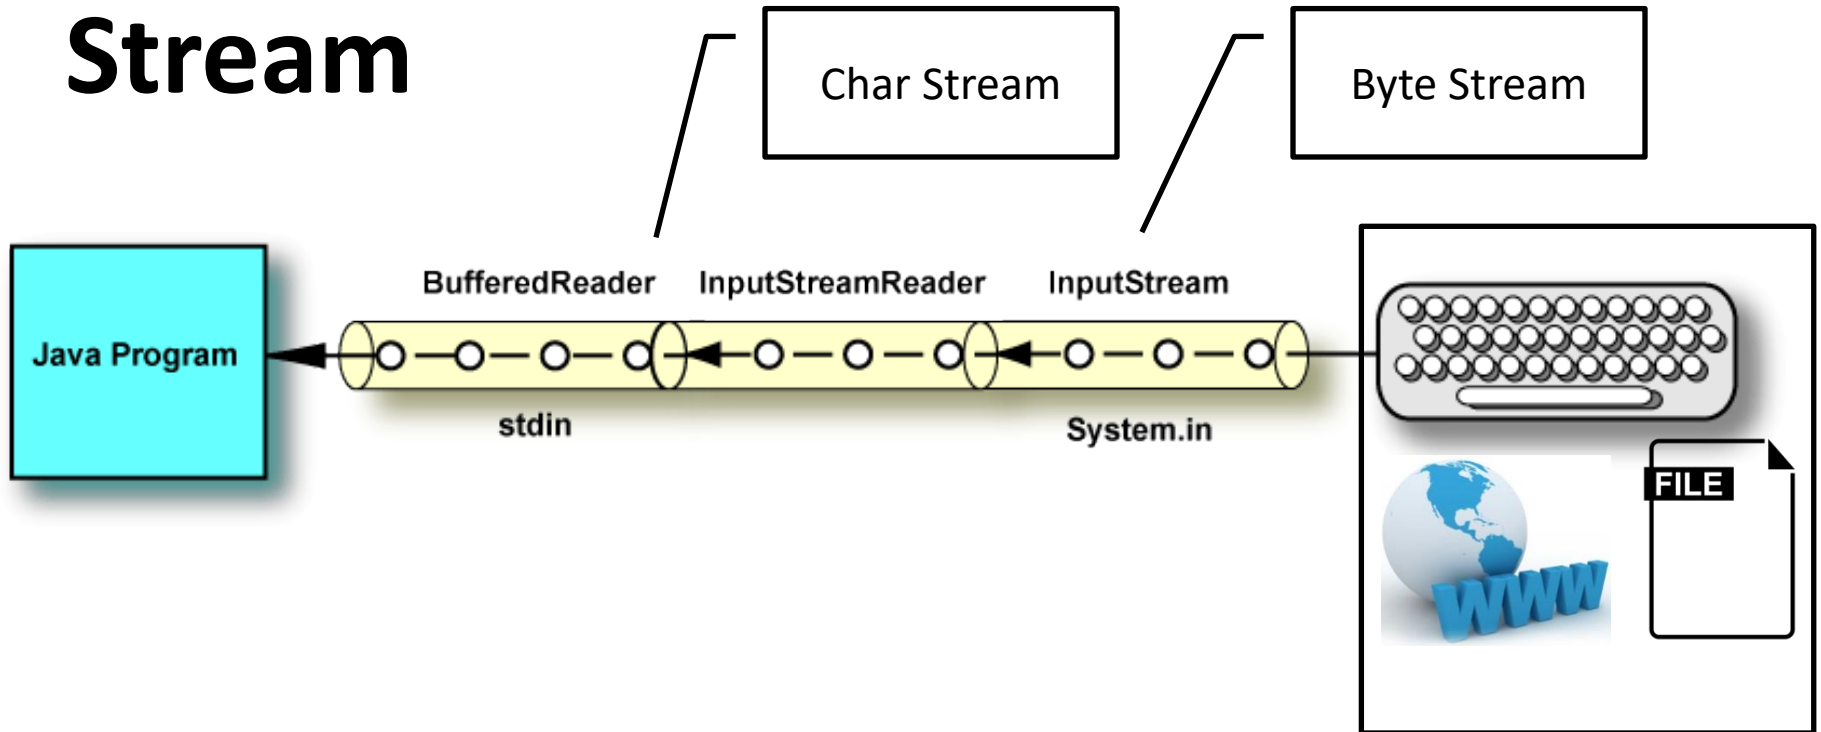 Stream
Char Stream
Byte Stream
Java Program
BufferedReader
InputStreamReader
InputStream
stdin
System.in
FILE
WWW